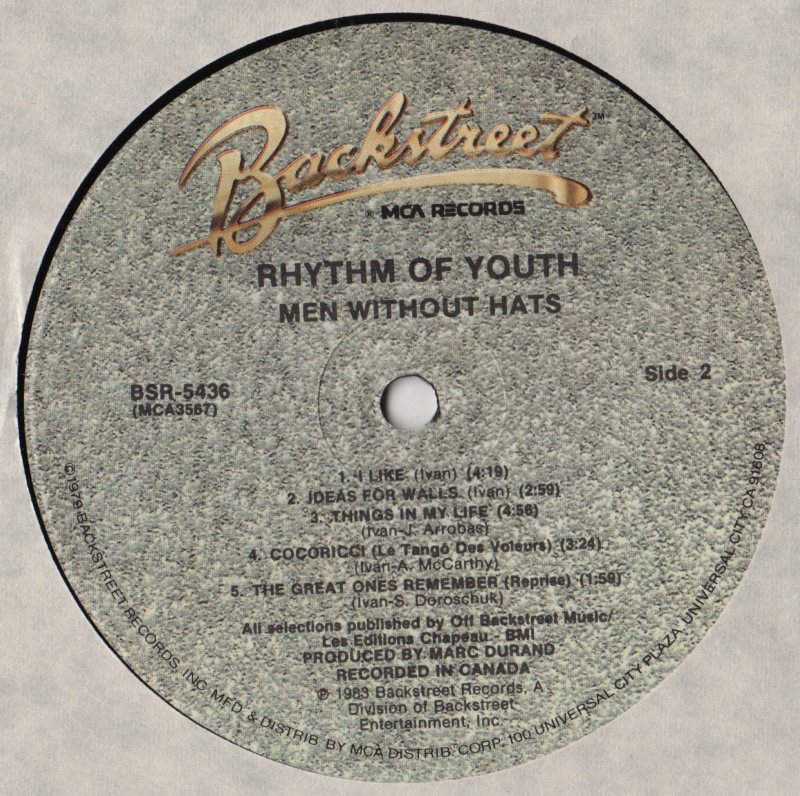 Backstreet™
MCA RECORDS
RHYTHM OF YOUTH
MEN WITHOUT HATS
BSR-5436
(MCA3567)
Side 2
1. I LIKE (Ivan) (4:19)
2. IDEAS FOR WALLS (Ivan) (2:59)
3. THINGS IN MY LIFE (4:56)
(Ivan-J. Arrobas)
4. COCORICCI (Le Tango Des Voleurs) (3:24)
(Ivan-A. McCarthy)
5. THE GREAT ONES REMEMBER (Reprise) (1:59)
(Ivan-S. Doroschuk)
All selections published by Off Backstreet Music/
Les Editions Chapeau - BMI
PRODUCED BY MARC DURAND
RECORDED IN CANADA
℗ 1983 Backstreet Records, A
Division of Backstreet
Entertainment, Inc.
©1979 BACKSTREET RECORDS, INC. MFD. & DISTRIB. BY MCA DISTRIB. CORP. 100 UNIVERSAL CITY PLAZA, UNIVERSAL CITY, CA 91608